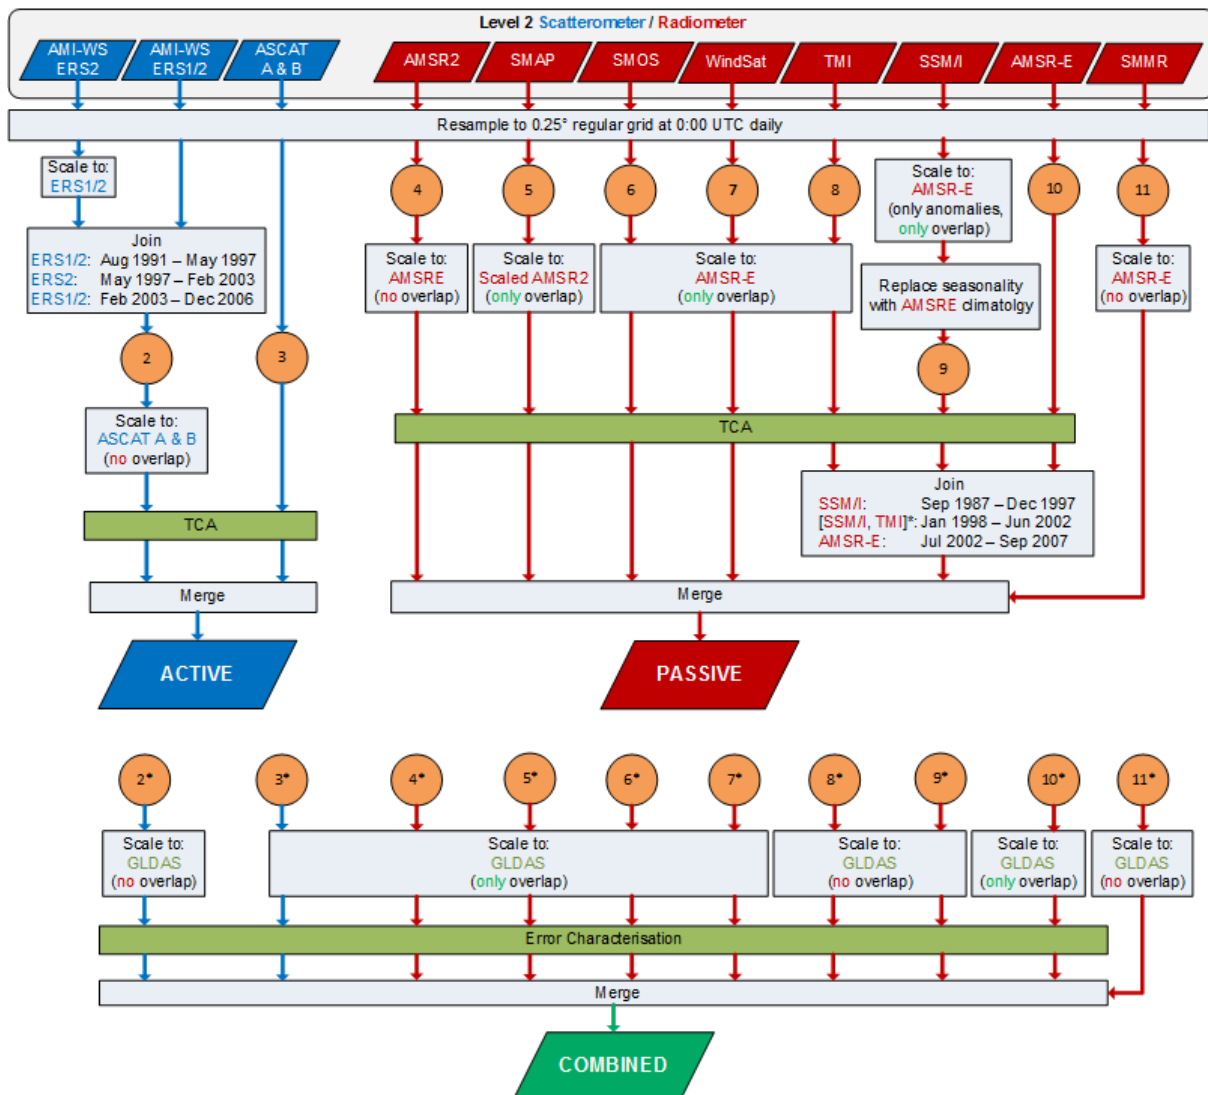 Level 2 Scatterometer / Radiometer
AMI-WS
ERS2
AMI-WS
ERS1/2
ASCAT
A & B
AMSR2
SMAP
SMOS
WindSat
TMI
SSM/I
AMSR-E
SMMR
Resample to 0.25° regular grid at 0:00 UTC daily
Scale to:
ERS1/2
4
5
6
7
8
Scale to:
AMSR-E
(only anomalies,
only overlap)
10
11
Join
ERS1/2: Aug 1991 – May 1997
ERS2: May 1997 – Feb 2003
ERS1/2: Feb 2003 – Dec 2006
Scale to:
AMSRE
(no overlap)
Scale to:
Scaled AMSR2
(only overlap)
Scale to:
AMSR-E
(only overlap)
Replace seasonality
with AMSRE climatolgy
Scale to:
AMSR-E
(no overlap)
2
3
9
Scale to:
ASCAT A & B
(no overlap)
TCA
TCA
Join
SSM/I: Sep 1987 – Dec 1997
[SSM/I, TMI]*: Jan 1998 – Jun 2002
AMSR-E: Jul 2002 – Sep 2007
Merge
Merge
ACTIVE
PASSIVE
2*
3*
4*
5*
6*
7*
8*
9*
10*
11*
Scale to:
GLDAS
(no overlap)
Scale to:
GLDAS
(only overlap)
Scale to:
GLDAS
(no overlap)
Scale to:
GLDAS
(only overlap)
Scale to:
GLDAS
(no overlap)
Error Characterisation
Merge
COMBINED